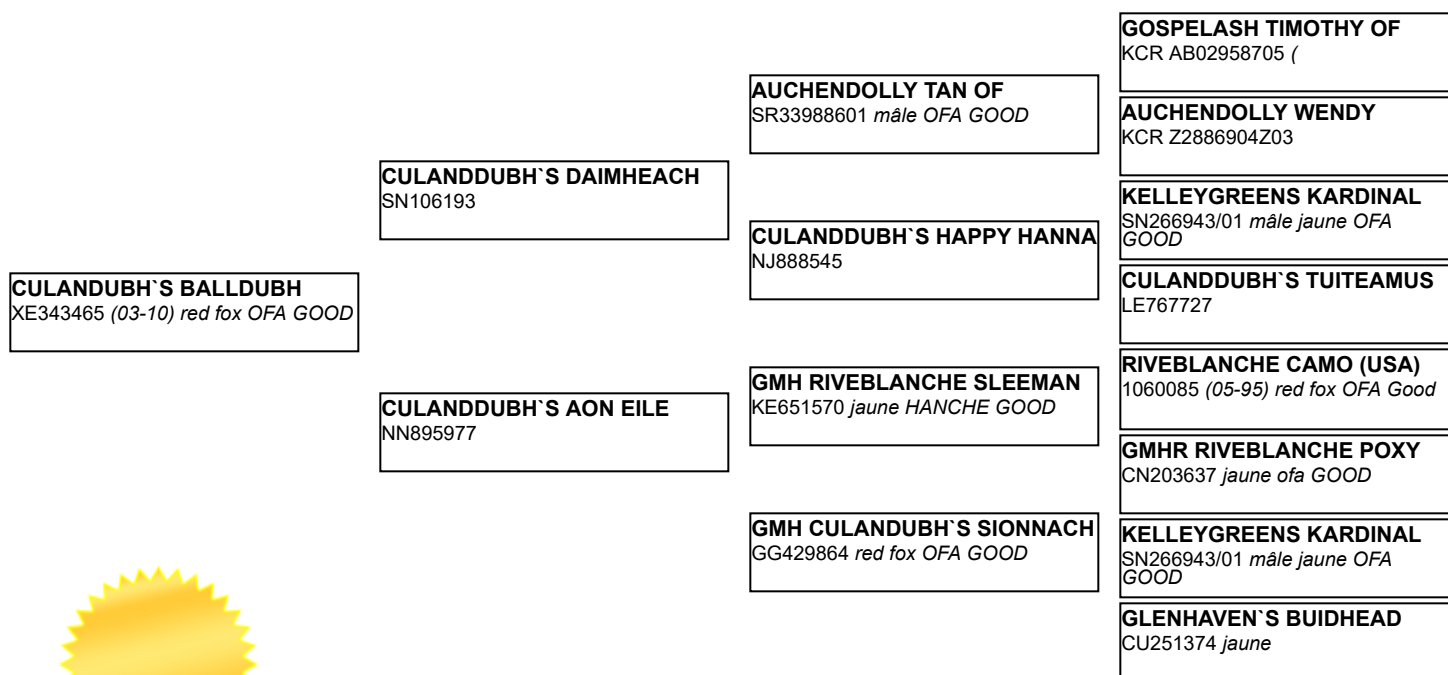 CULANDUBH`S BALLDUBH
XE343465 (03-10) red fox OFA GOOD
CULANDDUBH`S DAIMHEACH
SN106193
CULANDDUBH`S AON EILE
NN895977
AUCHENDOLLY TAN OF
SR33988601 mâle OFA GOOD
CULANDDUBH`S HAPPY HANNA
NJ888545
GMH RIVEBLANCHE SLEEMAN
KE651570 jaune HANCHE GOOD
GMH CULANDUBH`S SIONNACH
GG429864 red fox OFA GOOD
GOSPELASH TIMOTHY OF
KCR AB02958705 (
AUCHENDOLLY WENDY
KCR Z2886904Z03
KELLEYGREENS KARDINAL
SN266943/01 mâle jaune OFA
GOOD
CULANDDUBH`S TUITEAMUS
LE767727
RIVEBLANCHE CAMO (USA)
1060085 (05-95) red fox OFA Good
GMHR RIVEBLANCHE POXY
CN203637 jaune ofa GOOD
KELLEYGREENS KARDINAL
SN266943/01 mâle jaune OFA
GOOD
GLENHAVEN`S BUIDHEAD
CU251374 jaune